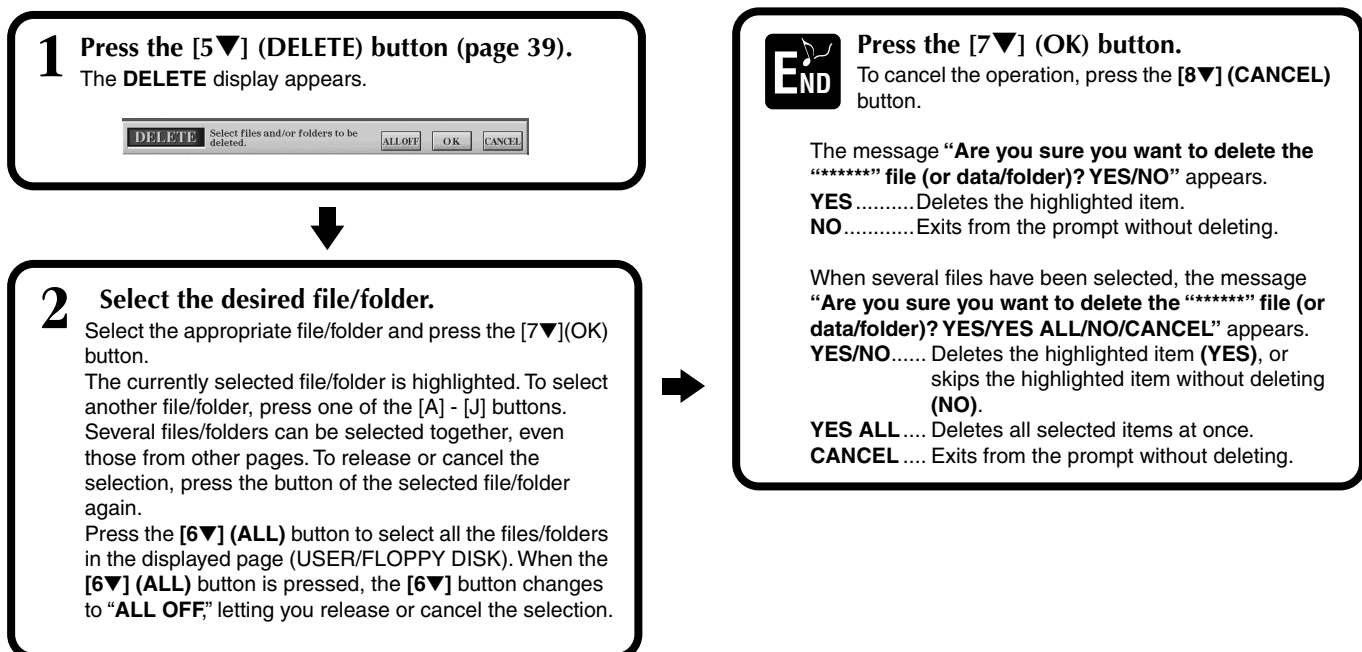 1 Press the [5▼] (DELETE) button (page 39).
The DELETE display appears.
DELETE Select files and/or folders to be
deleted.
ALL OFF OK CANCEL
2 Select the desired file/folder.
Select the appropriate file/folder and press the [7▼](OK)
button.
The currently selected file/folder is highlighted. To select
another file/folder, press one of the [A] - [J] buttons.
Several files/folders can be selected together, even
those from other pages. To release or cancel the
selection, press the button of the selected file/folder
again.
Press the [6▼] (ALL) button to select all the files/folders
in the displayed page (USER/FLOPPY DISK). When the
[6▼] (ALL) button is pressed, the [6▼] button changes
to “ALL OFF,” letting you release or cancel the selection.
END Press the [7▼] (OK) button.
To cancel the operation, press the [8▼] (CANCEL)
button.
The message “Are you sure you want to delete the
“******” file (or data/folder)? YES/NO” appears.
YES ..........Deletes the highlighted item.
NO............Exits from the prompt without deleting.
When several files have been selected, the message
“Are you sure you want to delete the “******” file (or
data/folder)? YES/YES ALL/NO/CANCEL” appears.
YES/NO...... Deletes the highlighted item (YES), or
skips the highlighted item without deleting
(NO).
YES ALL .... Deletes all selected items at once.
CANCEL .... Exits from the prompt without deleting.